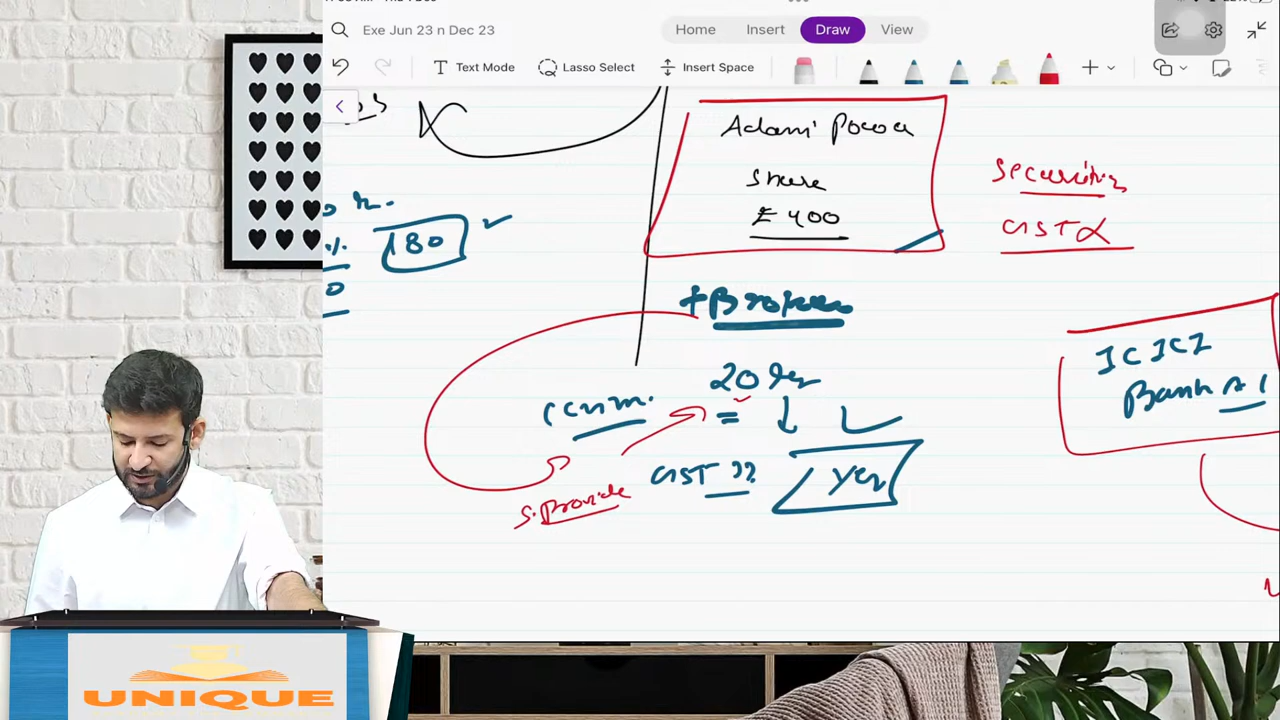 Exe Jun 23 n Dec 23
Home Insert Draw View
Text Mode Lasso Select Insert Space
Adani Power
Share
₹ 400
Securities
GST X
180
+ Broker
20 Rs
Comm.
GST ??
Yes
S. Provide
ICICI
Bank A
UNIQUE